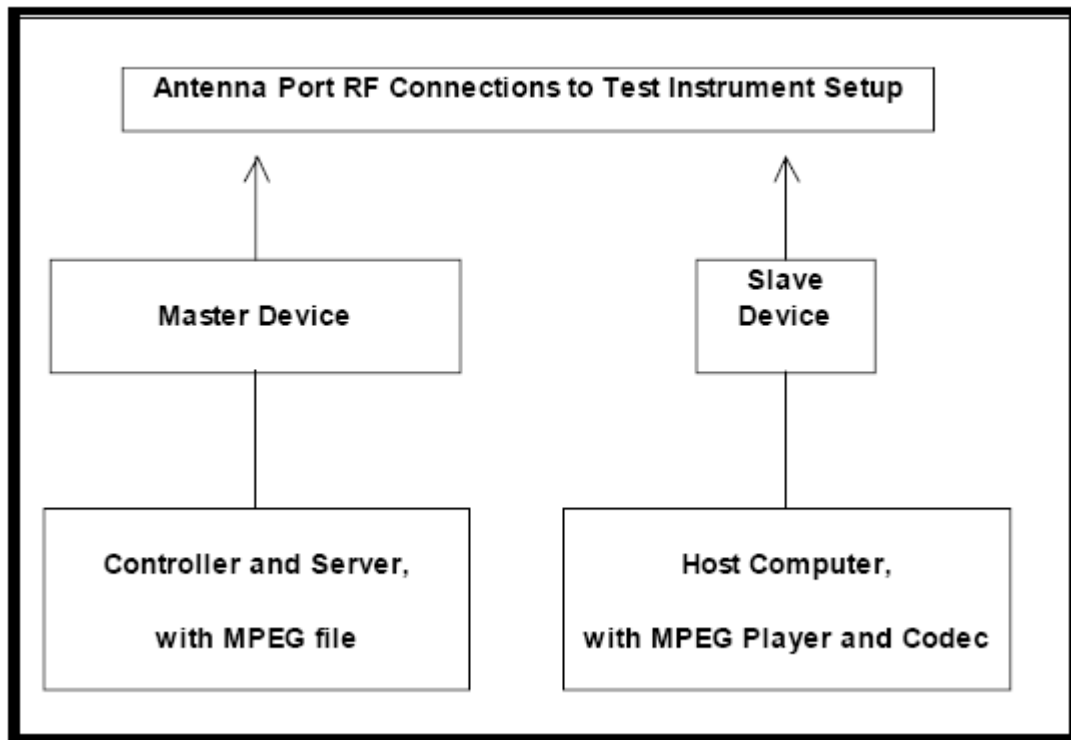 Antenna Port RF Connections to Test Instrument Setup
Master Device
Slave
Device
Controller and Server,
with MPEG file
Host Computer,
with MPEG Player and Codec